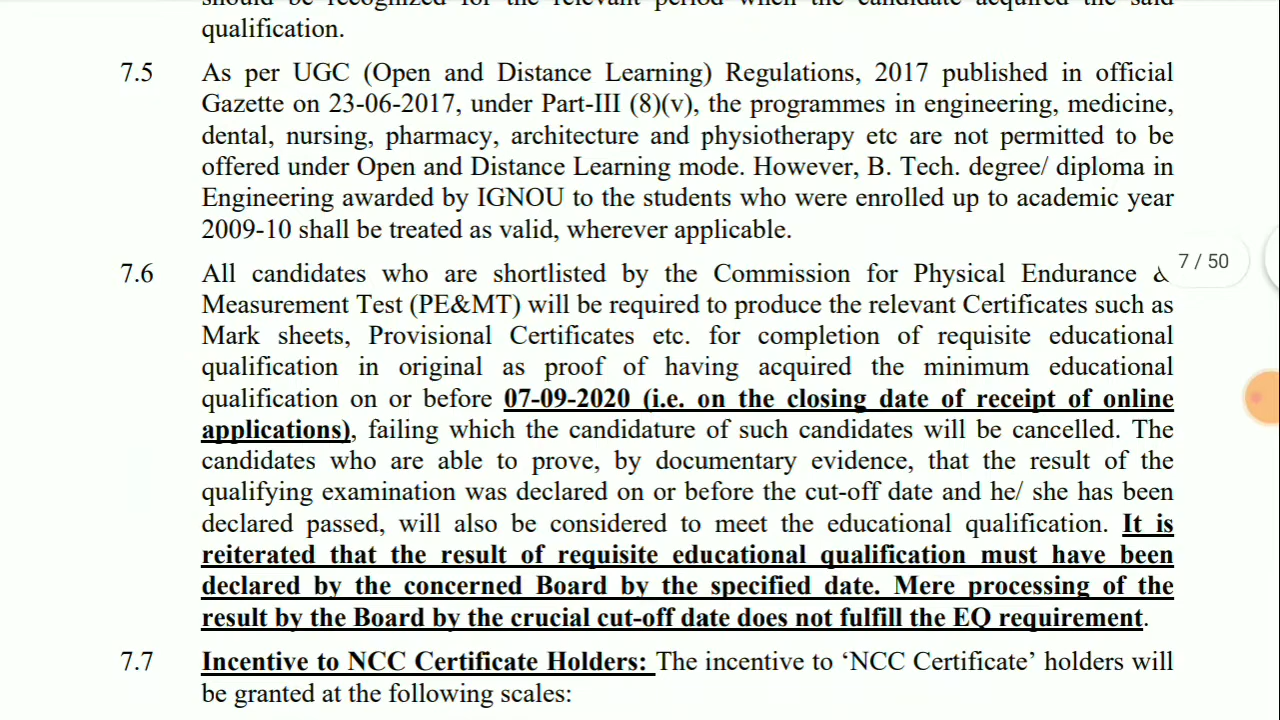 should be recognized for the relevant period when the candidate acquired the said
qualification.
7.5 As per UGC (Open and Distance Learning) Regulations, 2017 published in official
Gazette on 23-06-2017, under Part-III (8)(v), the programmes in engineering, medicine,
dental, nursing, pharmacy, architecture and physiotherapy etc are not permitted to be
offered under Open and Distance Learning mode. However, B. Tech. degree/ diploma in
Engineering awarded by IGNOU to the students who were enrolled up to academic year
2009-10 shall be treated as valid, wherever applicable.
7.6 All candidates who are shortlisted by the Commission for Physical Endurance &
7 / 50
Measurement Test (PE&MT) will be required to produce the relevant Certificates such as
Mark sheets, Provisional Certificates etc. for completion of requisite educational
qualification in original as proof of having acquired the minimum educational
qualification on or before 07-09-2020 (i.e. on the closing date of receipt of online
applications), failing which the candidature of such candidates will be cancelled. The
candidates who are able to prove, by documentary evidence, that the result of the
qualifying examination was declared on or before the cut-off date and he/ she has been
declared passed, will also be considered to meet the educational qualification. It is
reiterated that the result of requisite educational qualification must have been
declared by the concerned Board by the specified date. Mere processing of the
result by the Board by the crucial cut-off date does not fulfill the EQ requirement.
7.7 Incentive to NCC Certificate Holders: The incentive to ‘NCC Certificate’ holders will
be granted at the following scales: